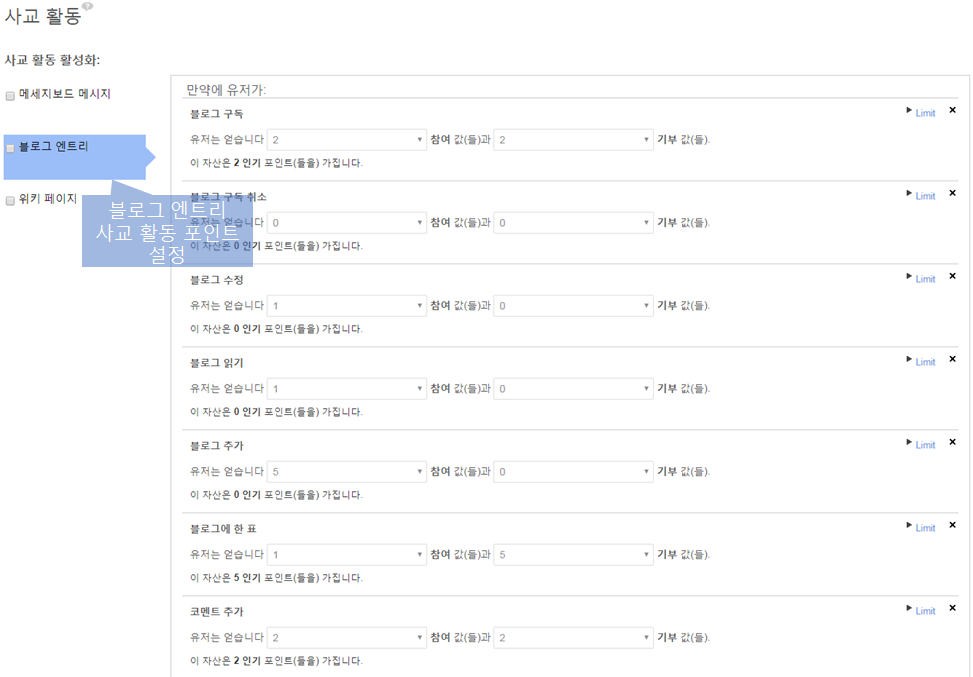 사교 활동?
사교 활동 활성화:
메세지보드 메시지
블로그 엔트리
위키 페이지
블로그 엔트리
사교 활동 포인트
설정
만약에 유저가:
블로그 구독 Limit ×
유저는 얻습니다 2 참여 값(들)과 2 기부 값(들).
이 자산은 2 인기 포인트(들을) 가집니다.
블로그 구독 취소 Limit ×
유저는 얻습니다 0 참여 값(들)과 0 기부 값(들).
이 자산은 0 인기 포인트(들을) 가집니다.
블로그 수정 Limit ×
유저는 얻습니다 1 참여 값(들)과 0 기부 값(들).
이 자산은 0 인기 포인트(들을) 가집니다.
블로그 읽기 Limit ×
유저는 얻습니다 1 참여 값(들)과 0 기부 값(들).
이 자산은 0 인기 포인트(들을) 가집니다.
블로그 추가 Limit ×
유저는 얻습니다 5 참여 값(들)과 0 기부 값(들).
이 자산은 0 인기 포인트(들을) 가집니다.
블로그에 한 표 Limit ×
유저는 얻습니다 1 참여 값(들)과 5 기부 값(들).
이 자산은 5 인기 포인트(들을) 가집니다.
코멘트 추가 Limit ×
유저는 얻습니다 2 참여 값(들)과 2 기부 값(들).
이 자산은 2 인기 포인트(들을) 가집니다.